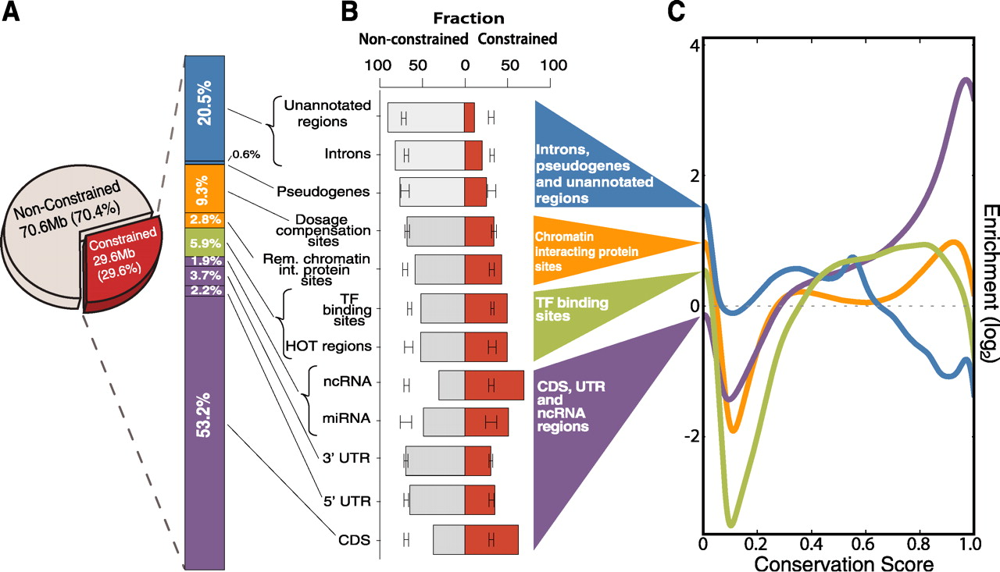 A
Non-Constrained
70.6Mb (70.4%)
Constrained
29.6Mb
(29.6%)
20.5%
0.6%
9.3%
2.8%
5.9%
1.9%
3.7%
2.2%
53.2%
B
Fraction
Non-constrained Constrained
100 50 0 50 100
Unannotated
regions
Introns
Pseudogenes
Dosage
compensation
sites
Rem. chromatin
int. protein
sites
TF
binding
sites
HOT regions
ncRNA
miRNA
3' UTR
5' UTR
CDS
Introns,
pseudogenes
and unannotated
regions
Chromatin
interacting protein
sites
TF binding
sites
CDS, UTR
and
ncRNA
regions
C
4
2
0
-2
0 0.2 0.4 0.6 0.8 1.0
Conservation Score
Enrichment (log2)